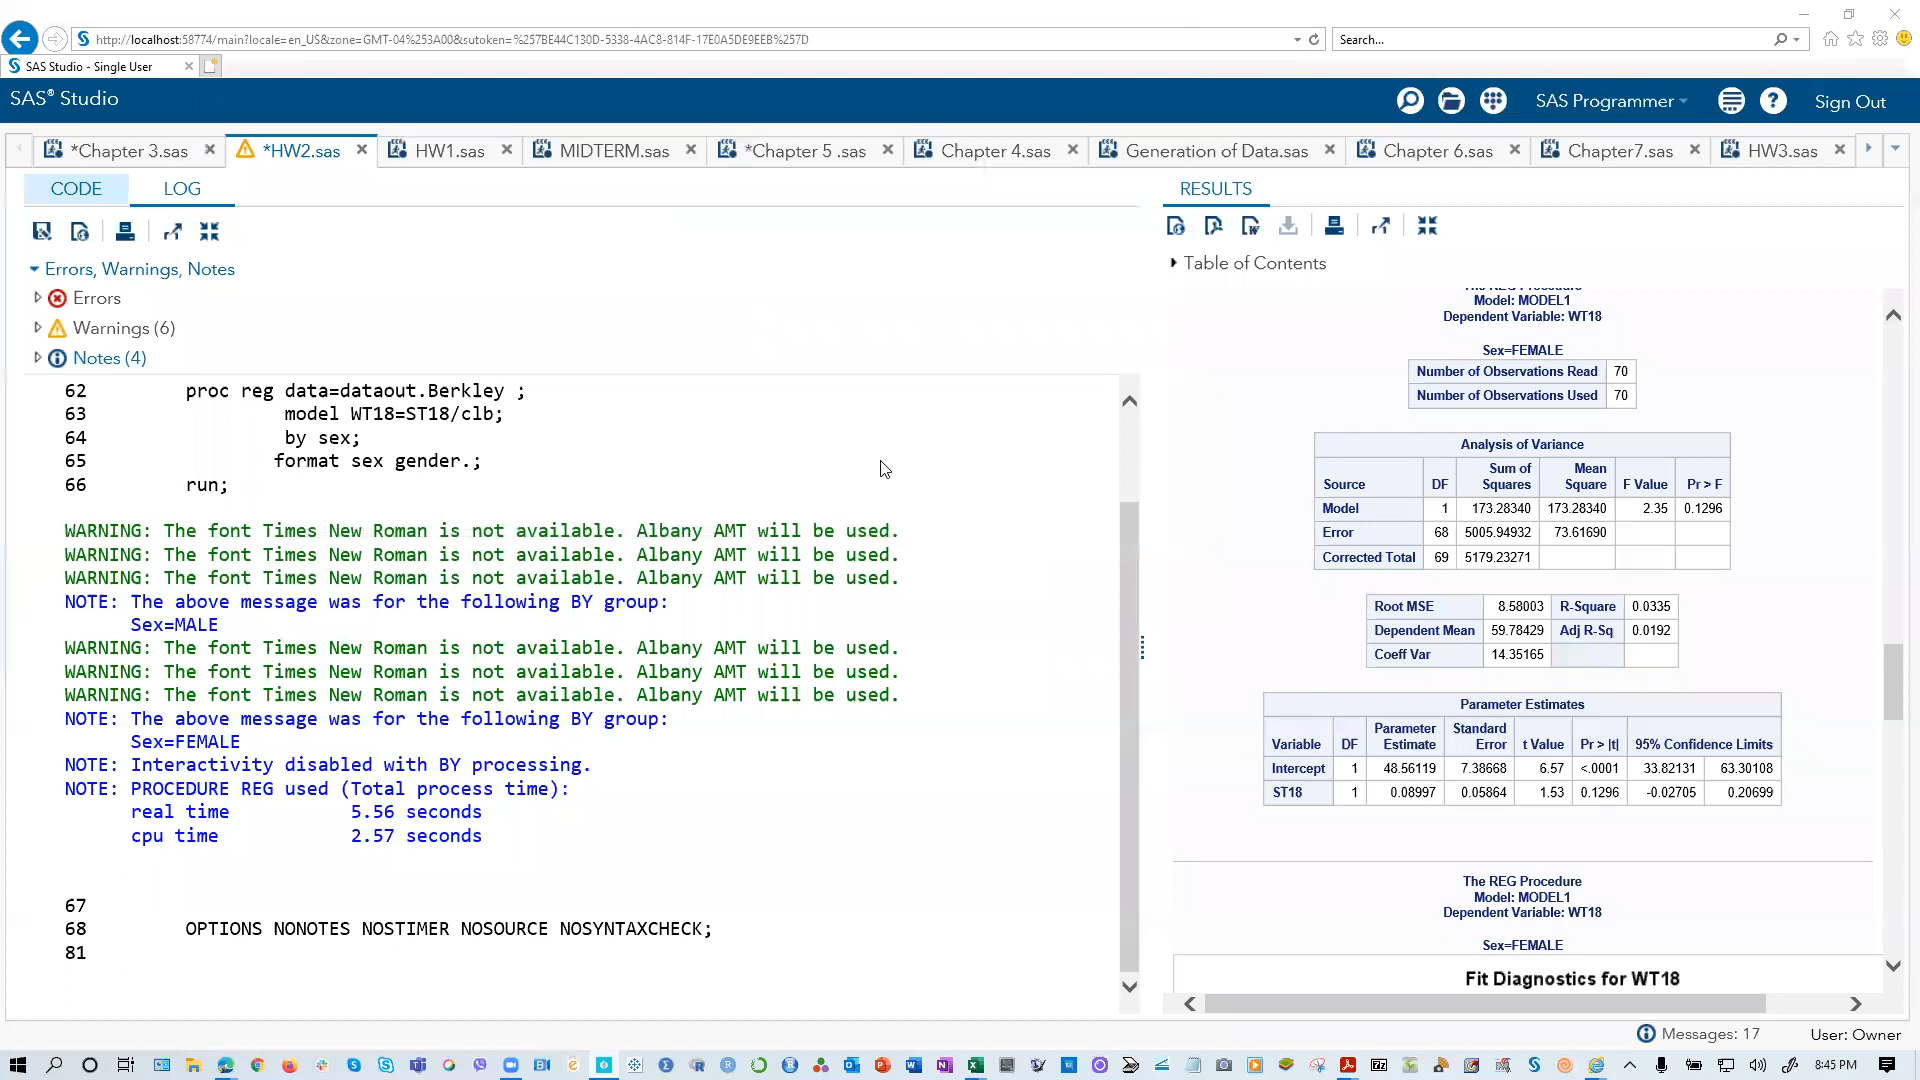 http://localhost:58774/main?locale=en_US&zone=GMT-04%253A00&sutoken=%257BE44C130D-5338-4AC8-814F-17E0A5DE9EEB%257D
Search...
SAS Studio - Single User
SAS® Studio
SAS Programmer
Sign Out
*Chapter 3.sas
*HW2.sas
HW1.sas
MIDTERM.sas
*Chapter 5 .sas
Chapter 4.sas
Generation of Data.sas
Chapter 6.sas
Chapter7.sas
HW3.sas
CODE
LOG
Errors, Warnings, Notes
Errors
Warnings (6)
Notes (4)
62 proc reg data=dataout.Berkley ;
63 model WT18=ST18/clb;
64 by sex;
65 format sex gender.;
66 run;
WARNING: The font Times New Roman is not available. Albany AMT will be used.
WARNING: The font Times New Roman is not available. Albany AMT will be used.
WARNING: The font Times New Roman is not available. Albany AMT will be used.
NOTE: The above message was for the following BY group:
Sex=MALE
WARNING: The font Times New Roman is not available. Albany AMT will be used.
WARNING: The font Times New Roman is not available. Albany AMT will be used.
WARNING: The font Times New Roman is not available. Albany AMT will be used.
NOTE: The above message was for the following BY group:
Sex=FEMALE
NOTE: Interactivity disabled with BY processing.
NOTE: PROCEDURE REG used (Total process time):
real time 5.56 seconds
cpu time 2.57 seconds
67
68 OPTIONS NONOTES NOSTIMER NOSOURCE NOSYNTAXCHECK;
81
RESULTS
Table of Contents
The REG Procedure
Model: MODEL1
Dependent Variable: WT18
Sex=FEMALE
Number of Observations Read 70
Number of Observations Used 70
Analysis of Variance
Source DF Sum of Squares Mean Square F Value Pr > F
Model 1 173.28340 173.28340 2.35 0.1296
Error 68 5005.94932 73.61690
Corrected Total 69 5179.23271
Root MSE 8.58003 R-Square 0.0335
Dependent Mean 59.78429 Adj R-Sq 0.0192
Coeff Var 14.35165
Parameter Estimates
Variable DF Parameter Estimate Standard Error t Value Pr > |t| 95% Confidence Limits
Intercept 1 48.56119 7.38668 6.57 <.0001 33.82131 63.30108
ST18 1 0.08997 0.05864 1.53 0.1296 -0.02705 0.20699
The REG Procedure
Model: MODEL1
Dependent Variable: WT18
Sex=FEMALE
Fit Diagnostics for WT18
Messages: 17
User: Owner
8:45 PM